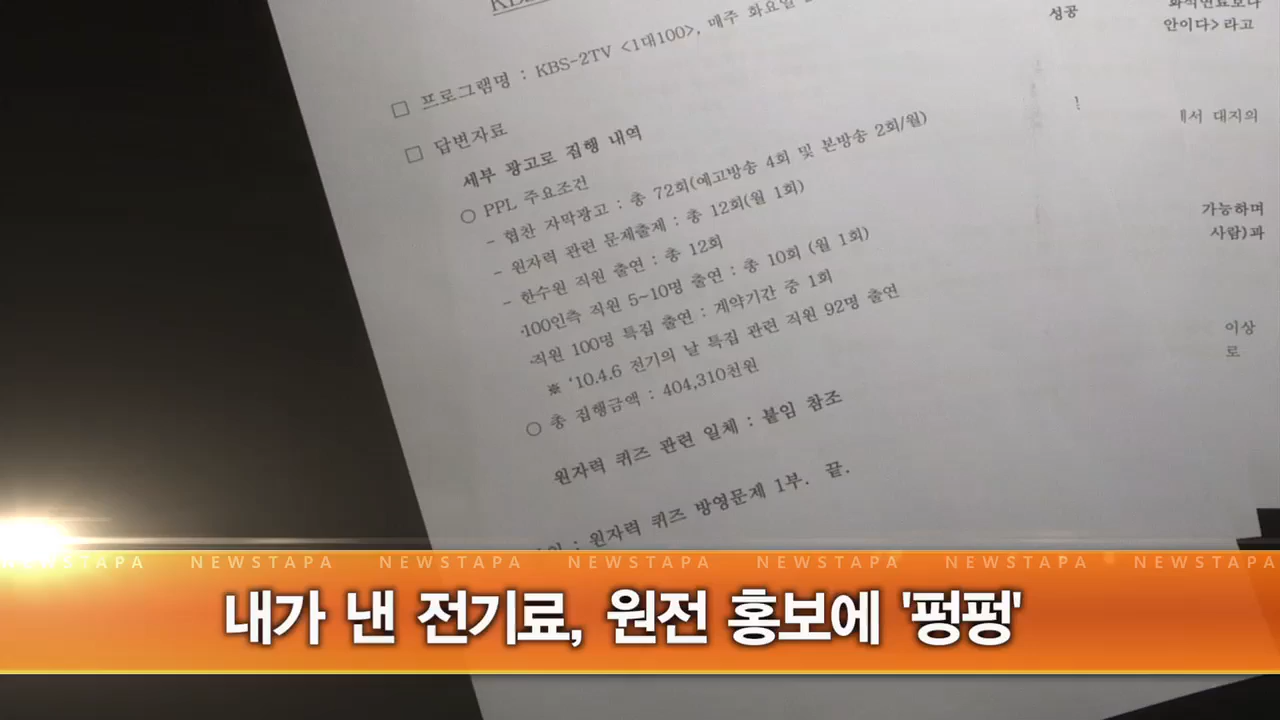 □ 프로그램명 : KBS-2TV <1대100>, 매주 화요일
□ 답변자료
세부 광고로 집행 내역
○ PPL 주요조건
- 협찬 자막광고 : 총 72회(예고방송 4회 및 본방송 2회/월)
- 원자력 관련 문제출제 : 총 12회(월 1회)
- 한수원 직원 출연 : 총 12회
·100인측 직원 5~10명 출연 : 총 10회 (월 1회)
·직원 100명 특집 출연 : 계약기간 중 1회
※ '10.4.6 전기의 날 특집 관련 직원 92명 출연
○ 총 집행금액 : 404,310천원
원자력 퀴즈 관련 일체 : 붙임 참조
: 원자력 퀴즈 방영문제 1부. 끝.
성공
안이다>라고
!
서 대지의
가능하며
사람)과
이상
로
NEWSTAPA NEWSTAPA NEWSTAPA NEWSTAPA NEWSTAPA NEWSTAPA NEWSTAPA
내가 낸 전기료, 원전 홍보에 '펑펑'